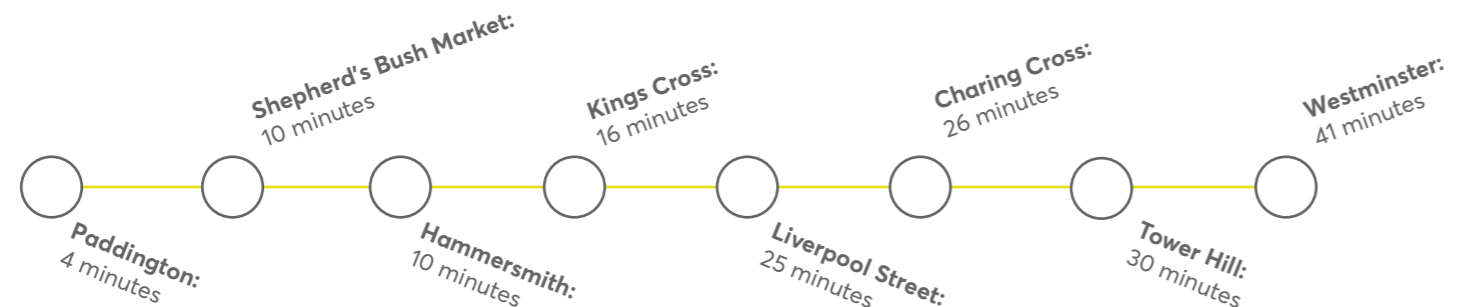 Paddington:
4 minutes
Shepherd's Bush Market:
10 minutes
Hammersmith:
10 minutes
Kings Cross:
16 minutes
Liverpool Street:
25 minutes
Charing Cross:
26 minutes
Tower Hill:
30 minutes
Westminster:
41 minutes